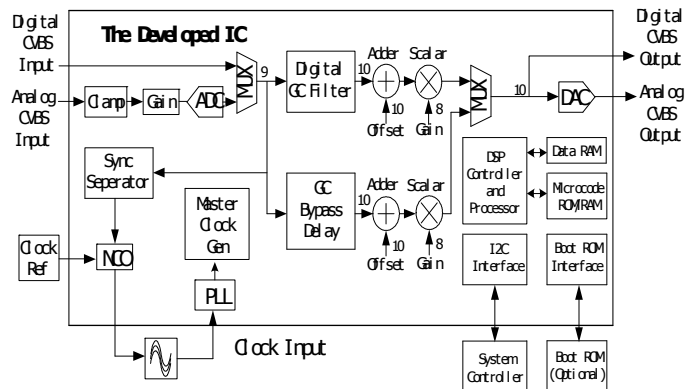 Digital
CVBS
Input
The Developed IC
Digital
CVBS
Output
Analog
CVBS
Input
Clamp
Gain
ADC
MUX
9
Digital
GC Filter
10
Adder
Scalar
10
Offset
8
Gain
MUX
10
DAC
Analog
CVBS
Output
Sync
Seperator
Master
Clock
Gen
GC
Bypass
Delay
10
Adder
Scalar
10
Offset
8
Gain
DSP
Controller
and
Processor
Data RAM
Microcode
ROM/RAM
Clock
Ref
NCO
PLL
I2C
Interface
Boot ROM
Interface
Clock Input
System
Controller
Boot ROM
(Optional)